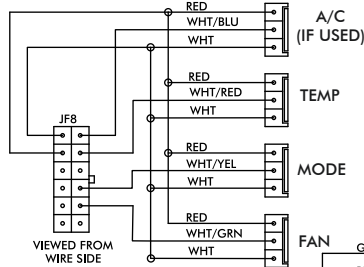 RED
WHT/BLU
WHT
A/C
(IF USED)
RED
WHT/RED
WHT
TEMP
JF8
RED
WHT/YEL
WHT
MODE
RED
WHT/GRN
WHT
FAN
VIEWED FROM
WIRE SIDE
G